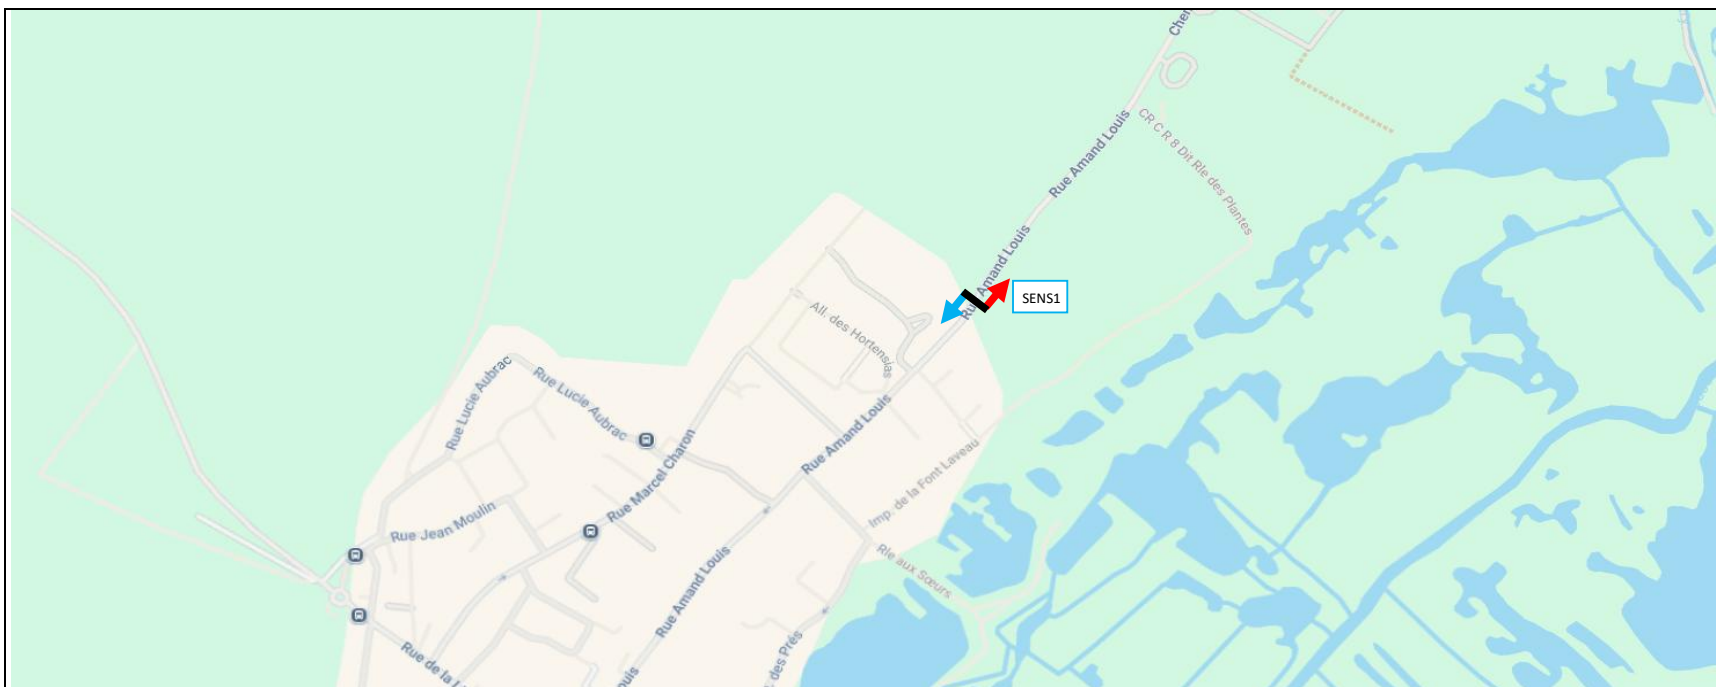 Cher
Rue Amand Louis
CR C R 8 Dit Rle des Plantes
Rue Amand Louis
SENS1
All. des Hortensias
Rue Lucie Aubrac
Rue Lucie Aubrac
Rue Amand Louis
Rue Marcel Charon
Imp. de la Font Laveau
Rue Jean Moulin
Rle aux Sœurs
Rue Amand Louis
Rue de la
des Prés
ouis